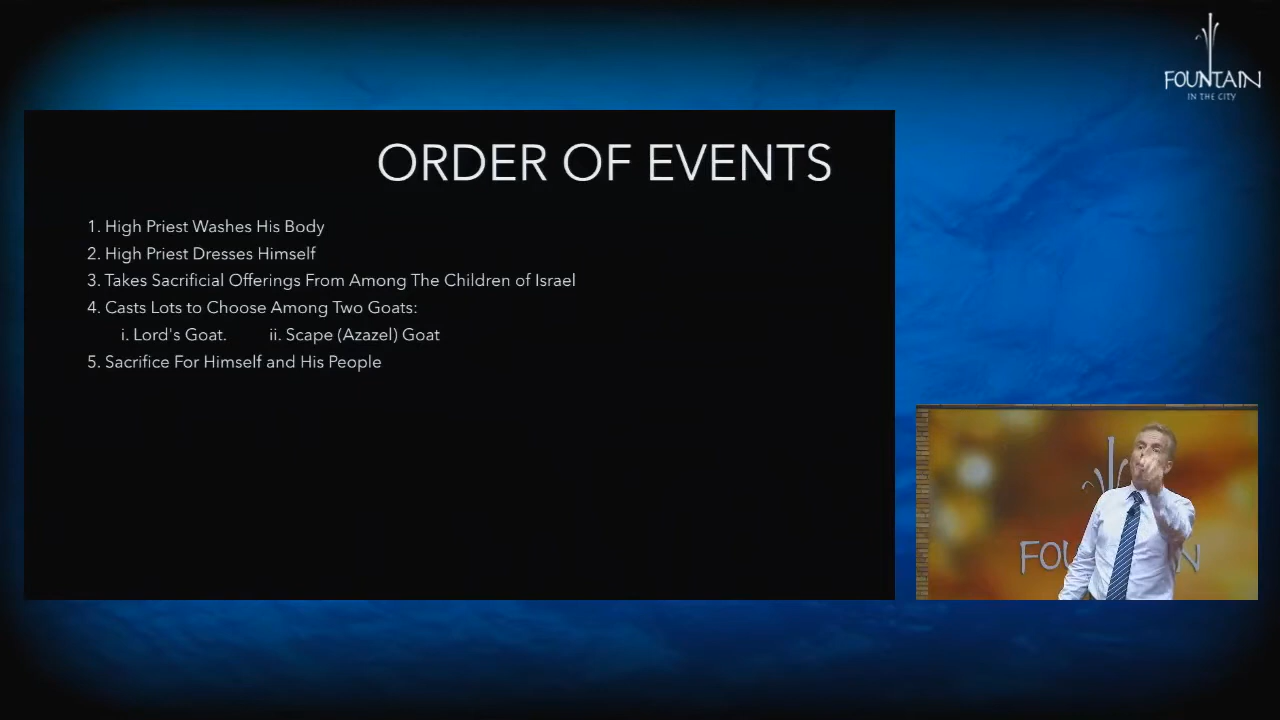 FOUNTAIN
IN THE CITY
ORDER OF EVENTS
1. High Priest Washes His Body
2. High Priest Dresses Himself
3. Takes Sacrificial Offerings From Among The Children of Israel
4. Casts Lots to Choose Among Two Goats:
i. Lord's Goat. ii. Scape (Azazel) Goat
5. Sacrifice For Himself and His People